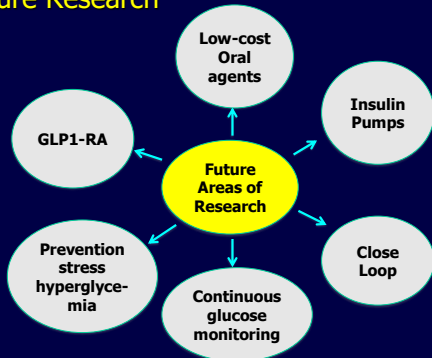 ure Research
Low-cost
Oral
agents
Insulin
Pumps
GLP1-RA
Future
Areas of
Research
Close
Loop
Prevention
stress
hyperglyce-
mia
Continuous
glucose
monitoring